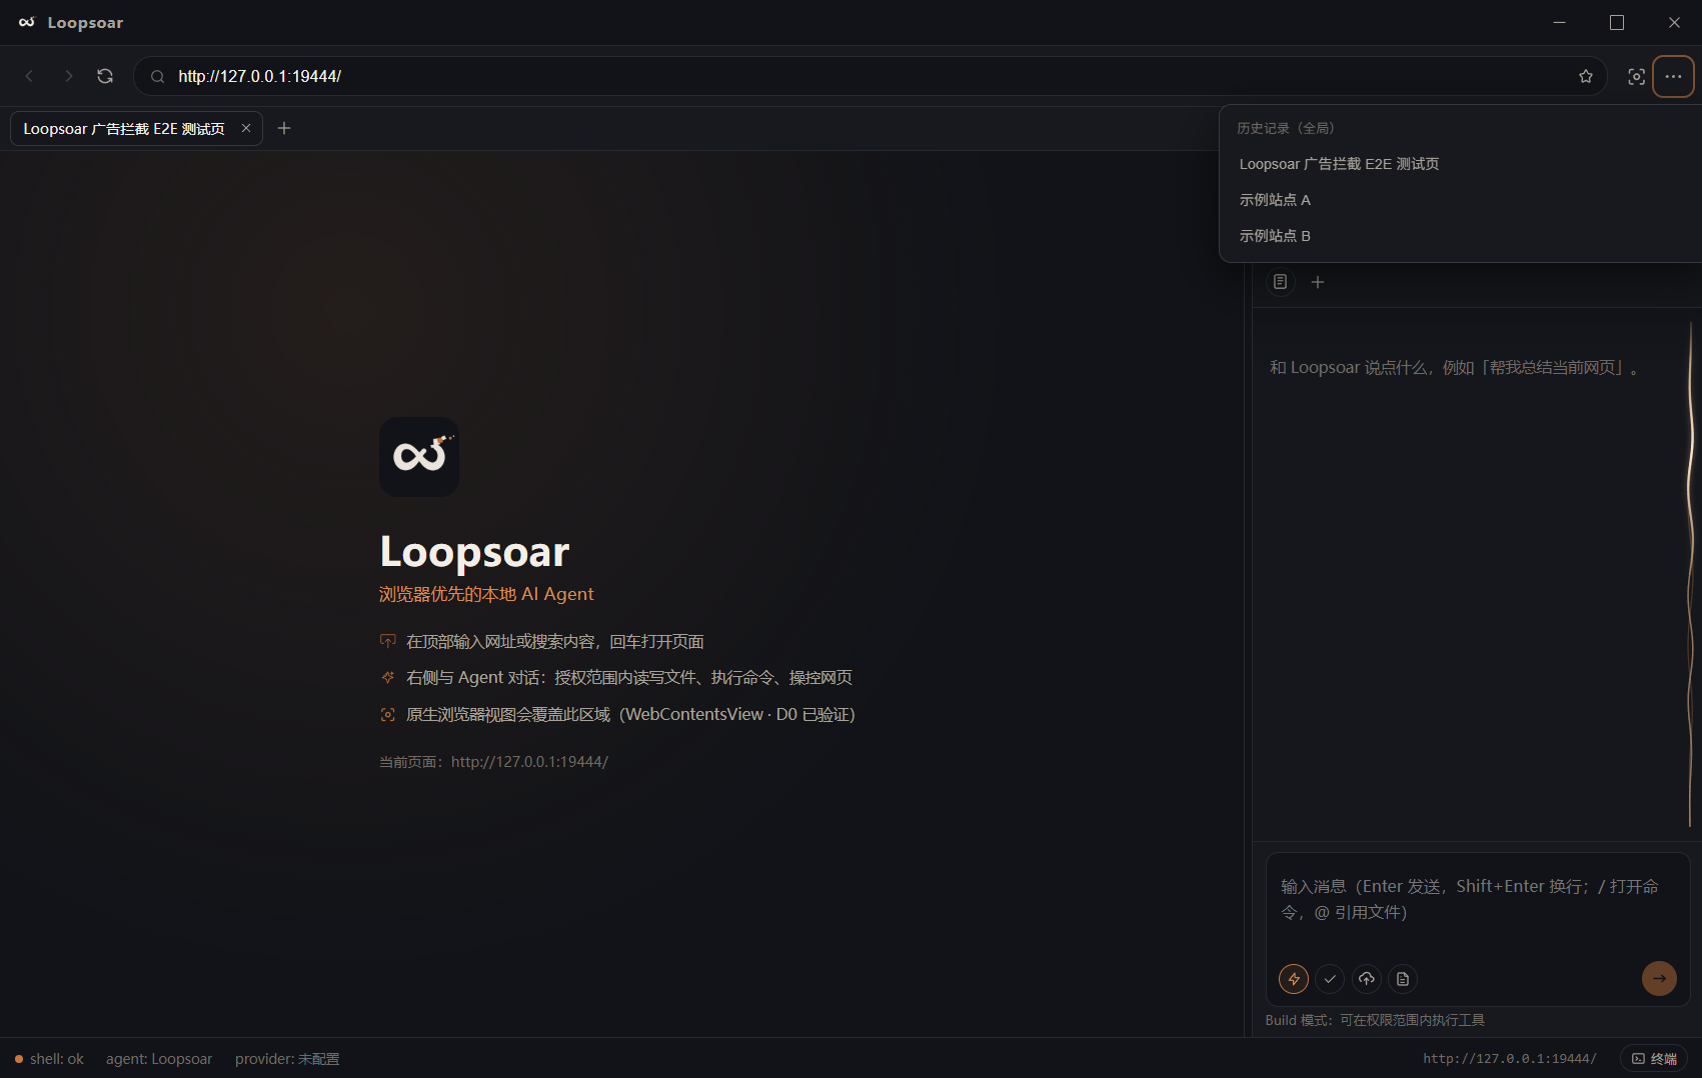 Loopsoar
http://127.0.0.1:19444/
Loopsoar 广告拦截 E2E 测试页
历史记录（全局）
Loopsoar 广告拦截 E2E 测试页
示例站点 A
示例站点 B
和 Loopsoar 说点什么，例如「帮我总结当前网页」。
Loopsoar
浏览器优先的本地 AI Agent
在顶部输入网址或搜索内容，回车打开页面
右侧与 Agent 对话：授权范围内读写文件、执行命令、操控网页
原生浏览器视图会覆盖此区域（WebContentsView · D0 已验证）
当前页面：http://127.0.0.1:19444/
输入消息（Enter 发送，Shift+Enter 换行；/ 打开命
令，@ 引用文件）
Build 模式：可在权限范围内执行工具
shell: ok agent: Loopsoar provider: 未配置
http://127.0.0.1:19444/ 终端